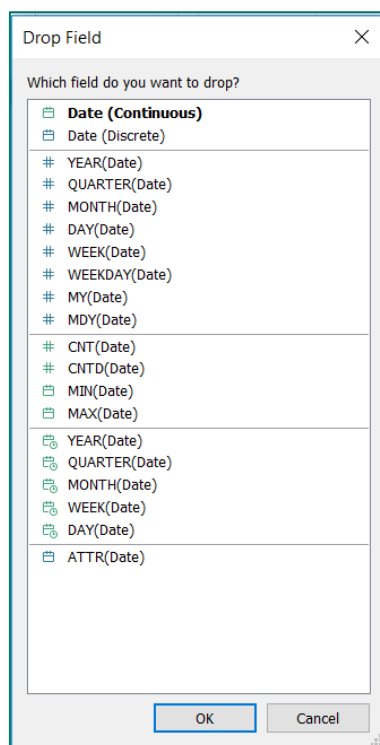 Drop Field
Which field do you want to drop?
Date (Continuous)
Date (Discrete)
YEAR(Date)
QUARTER(Date)
MONTH(Date)
DAY(Date)
WEEK(Date)
WEEKDAY(Date)
MY(Date)
MDY(Date)
CNT(Date)
CNTD(Date)
MIN(Date)
MAX(Date)
YEAR(Date)
QUARTER(Date)
MONTH(Date)
WEEK(Date)
DAY(Date)
ATTR(Date)
OK Cancel